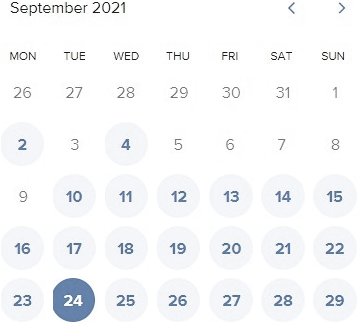 September 2021
MON TUE WED THU FRI SAT SUN
26 27 28 29 30 31 1
2 3 4 5 6 7 8
9 10 11 12 13 14 15
16 17 18 19 20 21 22
23 24 25 26 27 28 29